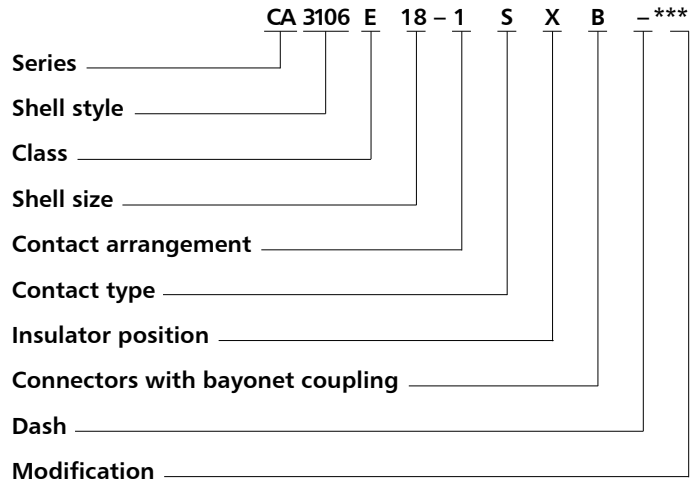 CA 3106 E 18 – 1 S X B – ***
Series
Shell style
Class
Shell size
Contact arrangement
Contact type
Insulator position
Connectors with bayonet coupling
Dash
Modification